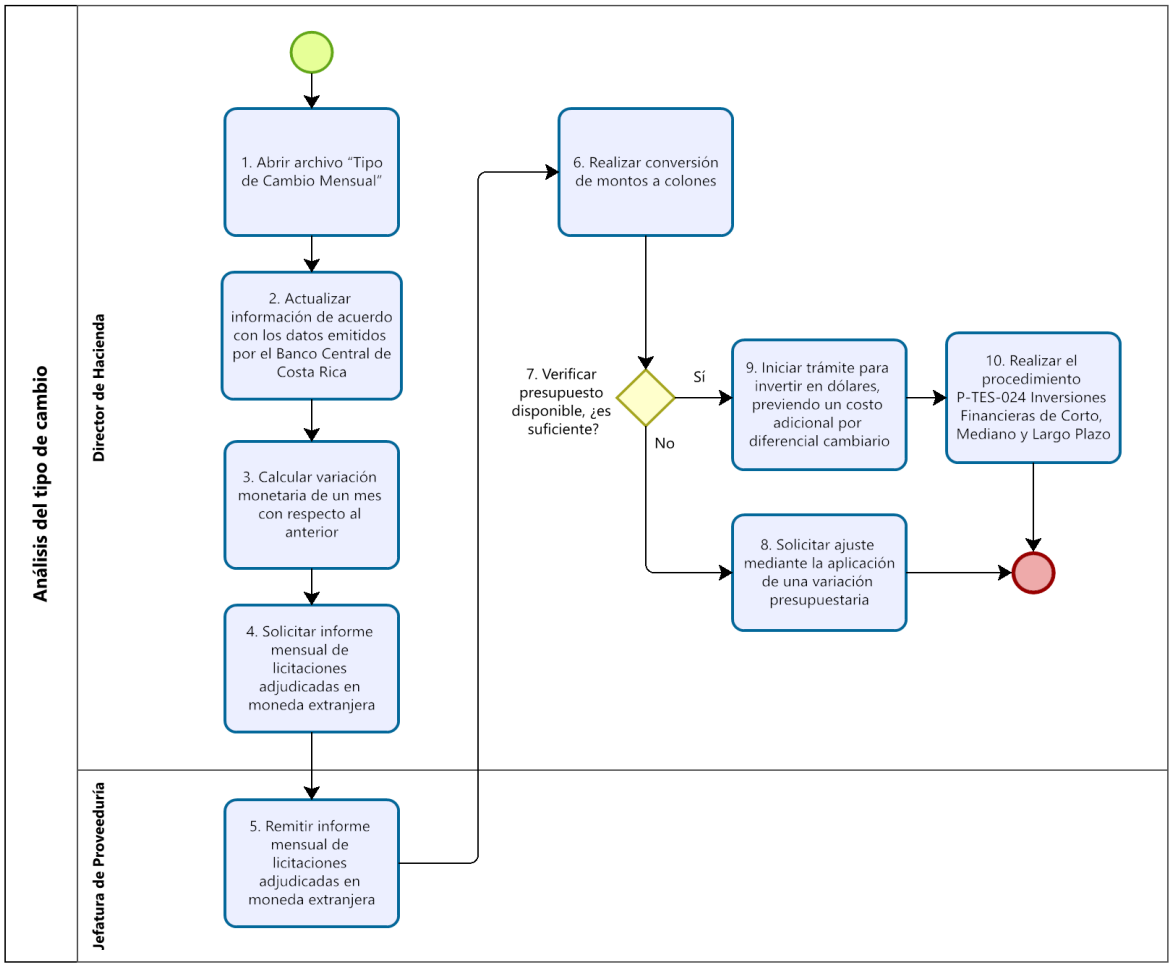 Análisis del tipo de cambio
Director de Hacienda
1. Abrir archivo “Tipo
de Cambio Mensual”
2. Actualizar
información de acuerdo
con los datos emitidos
por el Banco Central de
Costa Rica
3. Calcular variación
monetaria de un mes
con respecto al
anterior
4. Solicitar informe
mensual de
licitaciones
adjudicadas en
moneda extranjera
Jefatura de Proveeduría
5. Remitir informe
mensual de
licitaciones
adjudicadas en
moneda extranjera
6. Realizar conversión
de montos a colones
7. Verificar
presupuesto
disponible, ¿es
suficiente?
Sí
No
8. Solicitar ajuste
mediante la aplicación
de una variación
presupuestaria
9. Iniciar trámite para
invertir en dólares,
previendo un costo
adicional por
diferencial cambiario
10. Realizar el
procedimiento
P-TES-024 Inversiones
Financieras de Corto,
Mediano y Largo Plazo